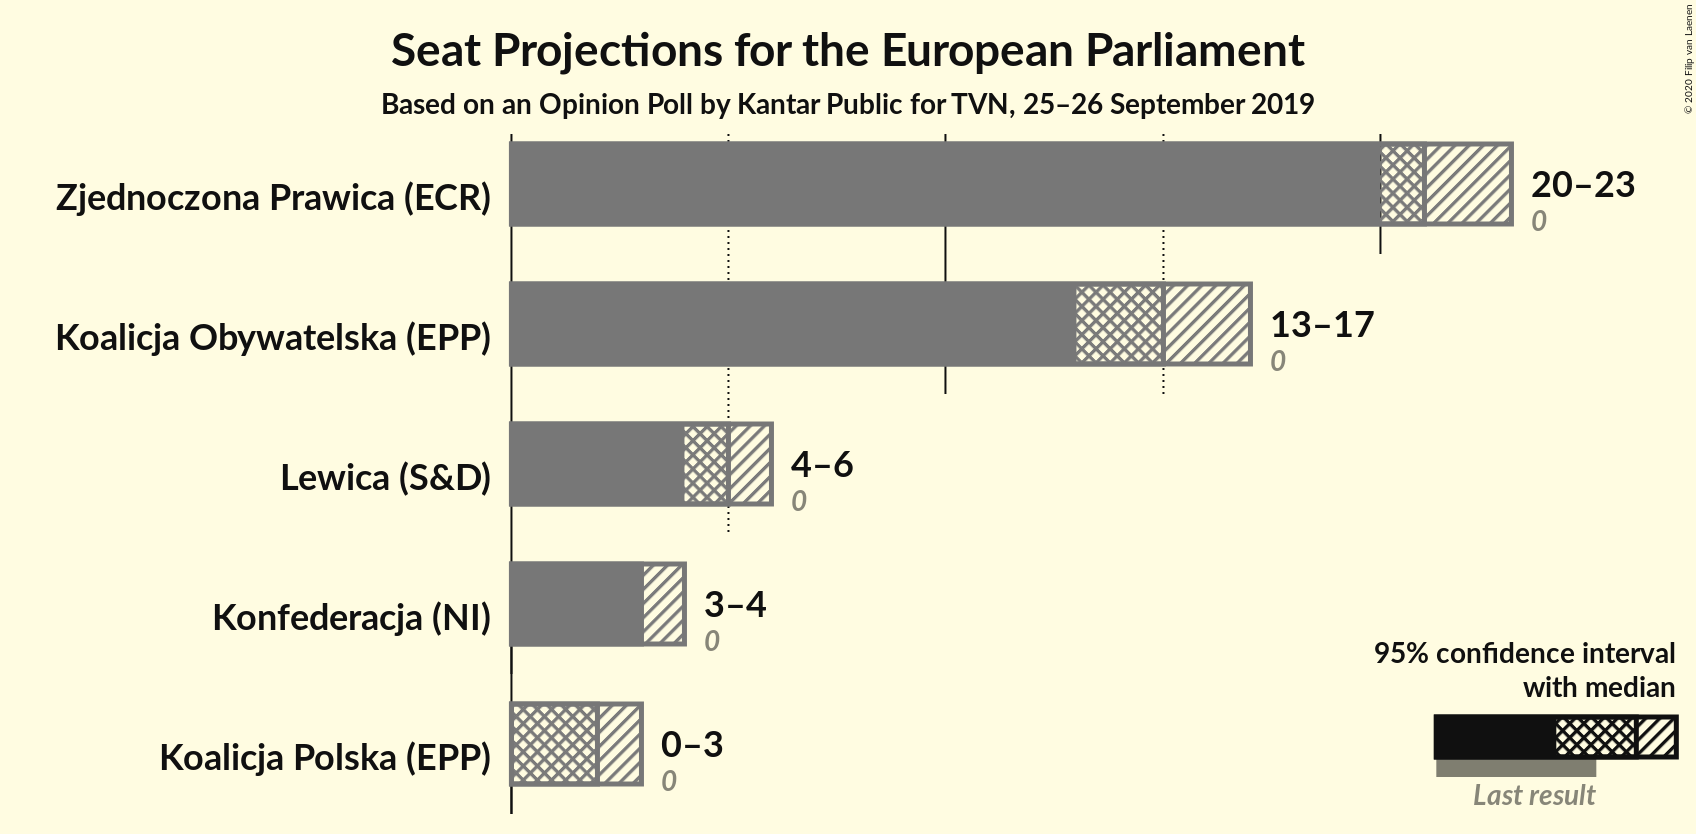 Seat Projections for the European Parliament
Based on an Opinion Poll by Kantar Public for TVN, 25–26 September 2019
© 2020 Filip van Laenen
Zjednoczona Prawica (ECR)
20–23
0
Koalicja Obywatelska (EPP)
13–17
0
Lewica (S&D)
4–6
0
Konfederacja (NI)
3–4
0
Koalicja Polska (EPP)
0–3
0
95% confidence interval
with median
Last result